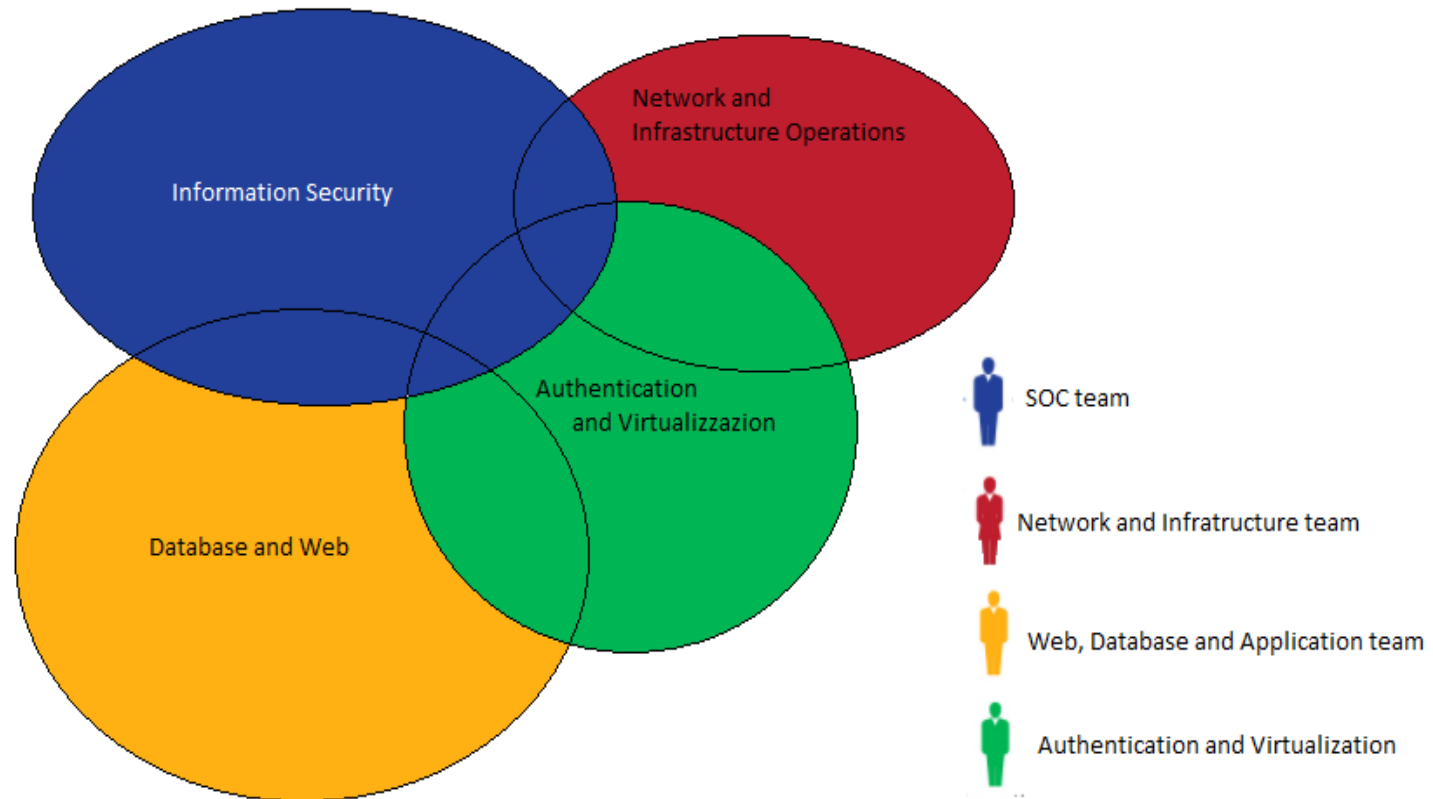 Network and
Infrastructure Operations
Information Security
Authentication
and Virtualizzazion
SOC team
Network and Infratructure team
Database and Web
Web, Database and Application team
Authentication and Virtualization